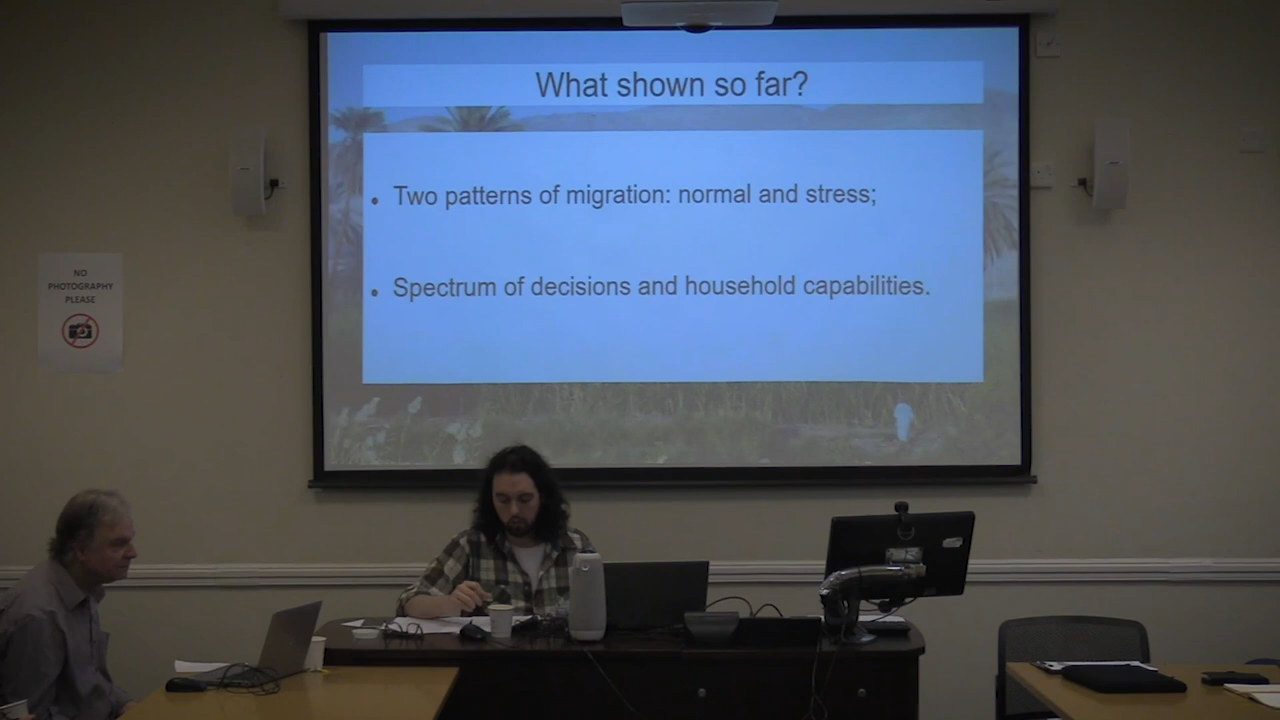 What shown so far?
• Two patterns of migration: normal and stress;
• Spectrum of decisions and household capabilities.
NO
PHOTOGRAPHY
PLEASE